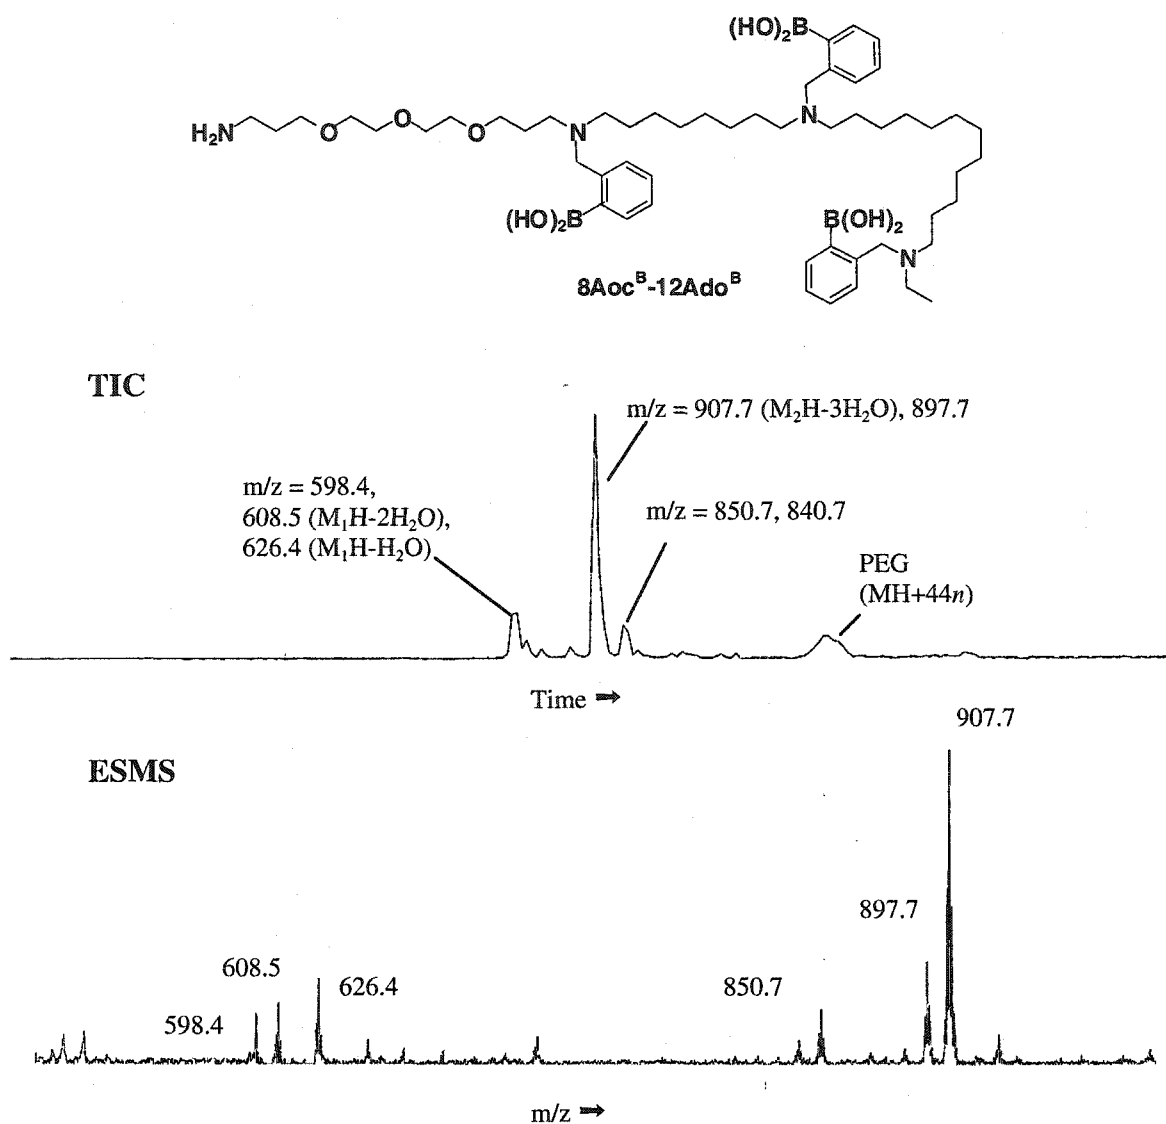 (HO)₂B
H₂N
O
O
O
N
N
(HO)₂B
B(OH)₂
N
8Aocᴮ-12Adoᴮ
TIC
m/z = 907.7 (M₂H-3H₂O), 897.7
m/z = 598.4,
608.5 (M₁H-2H₂O),
626.4 (M₁H-H₂O)
m/z = 850.7, 840.7
PEG
(MH+44n)
Time ➞
907.7
ESMS
897.7
608.5
626.4
850.7
598.4
m/z ➞